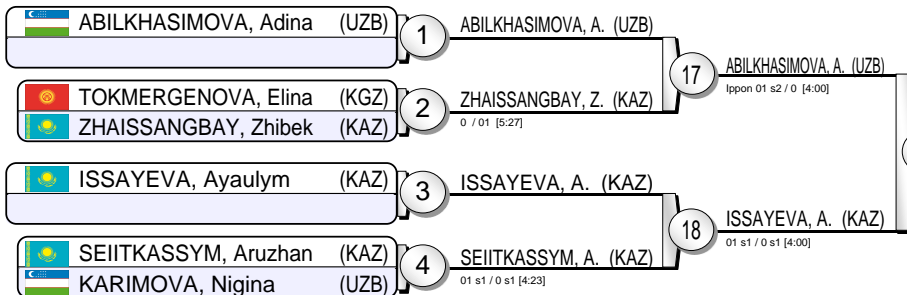 ABILKHASIMOVA, Adina (UZB)
1
ABILKHASIMOVA, A. (UZB)
17
ABILKHASIMOVA, A. (UZB)
Ippon 01 s2 / 0 [4:00]
TOKMERGENOVA, Elina (KGZ)
ZHAISSANGBAY, Zhibek (KAZ)
2
ZHAISSANGBAY, Z. (KAZ)
0 / 01 [5:27]
ISSAYEVA, Ayaulym (KAZ)
3
ISSAYEVA, A. (KAZ)
18
ISSAYEVA, A. (KAZ)
01 s1 / 0 s1 [4:00]
SEIITKASSYM, Aruzhan (KAZ)
KARIMOVA, Nigina (UZB)
4
SEIITKASSYM, A. (KAZ)
01 s1 / 0 s1 [4:23]